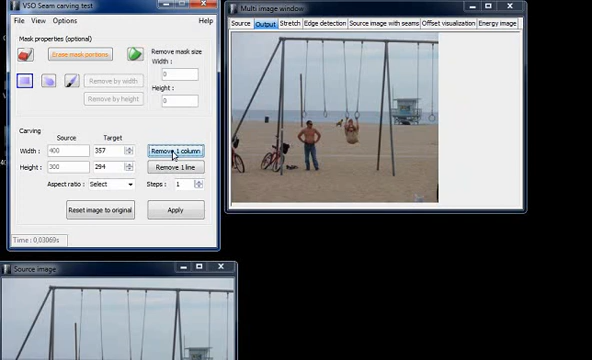 VSO Seam carving test
File View Options Help
Mask properties (optional)
Erase mask portions
Remove mask size
Width :
0
Remove by width
Height :
Remove by height
0
Carving
Source Target
Width : 400 357 Remove 1 column
Height : 300 294 Remove 1 line
Aspect ratio : Select Steps : 1
Reset image to original Apply
Time : 0,03069s
Multi image window
Source Output Stretch Edge detection Source image with seams Offset visualization Energy image
Source image